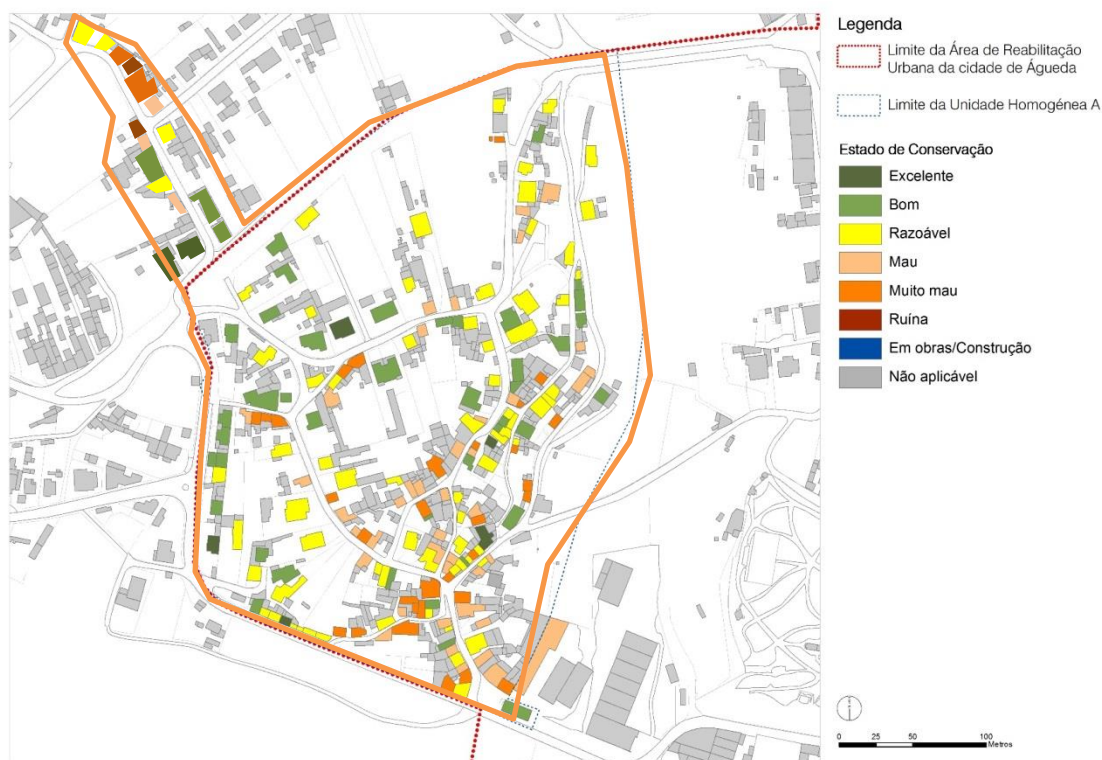 Legenda
Limite da Área de Reabilitação
Urbana da cidade de Águeda
Limite da Unidade Homogénea A
Estado de Conservação
Excelente
Bom
Razoável
Mau
Muito mau
Ruína
Em obras/Construção
Não aplicável
0 25 50 100
Metros